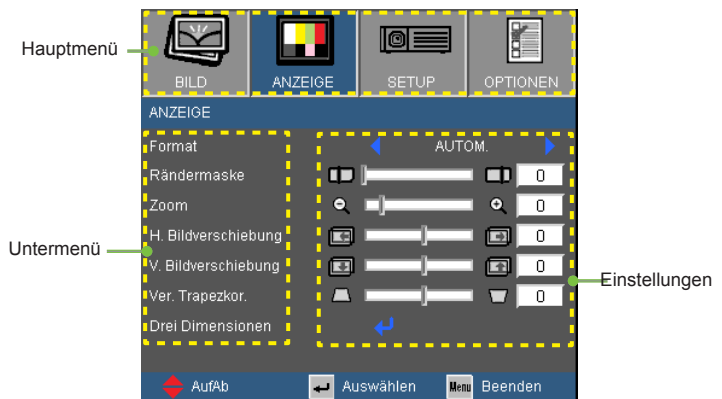 Hauptmenü
BILD ANZEIGE SETUP OPTIONEN
ANZEIGE
Format AUTOM.
Rändermaske 0
Zoom 0
H. Bildverschiebung 0
Untermenü
V. Bildverschiebung 0
Einstellungen
Ver. Trapezkor. 0
Drei Dimensionen
AufAb Auswählen Menu Beenden